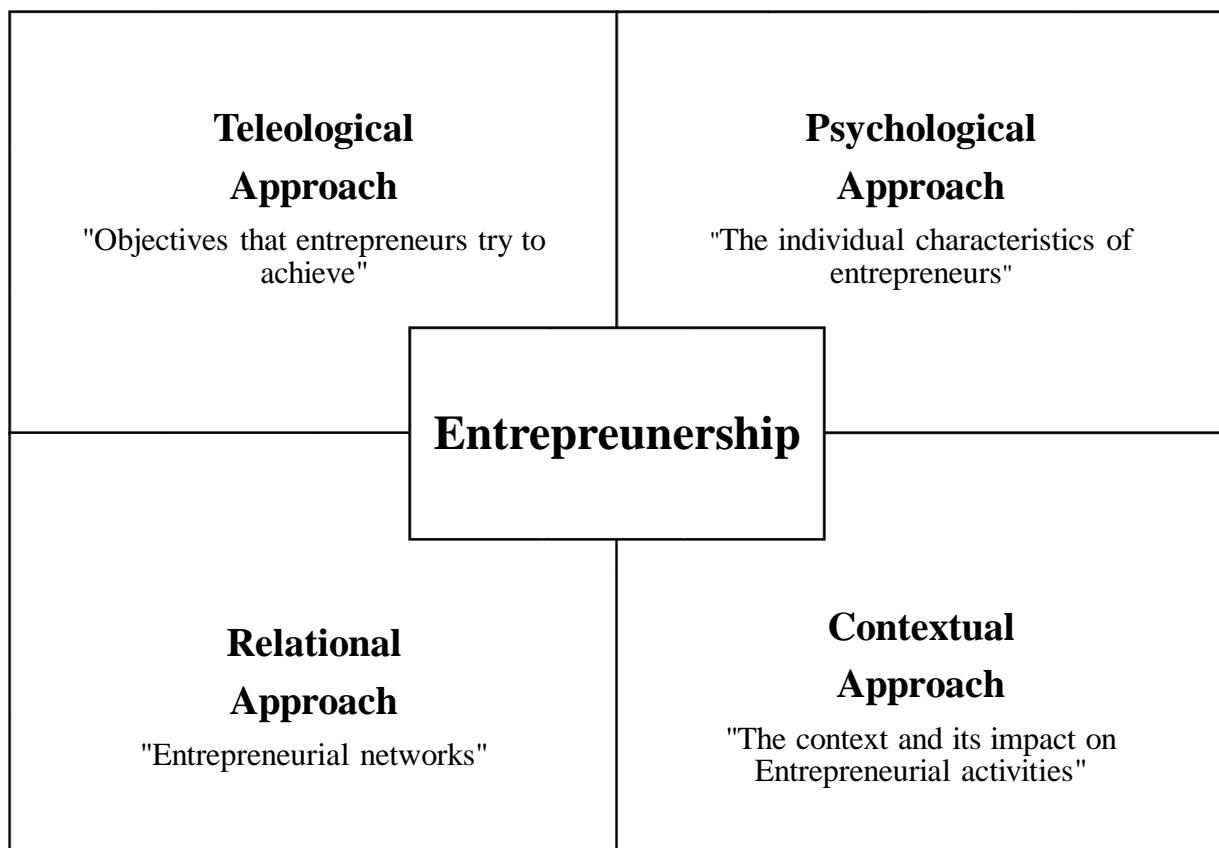 Teleological
Approach
"Objectives that entrepreneurs try to
achieve"
Psychological
Approach
"The individual characteristics of
entrepreneurs"
Entrepreunership
Relational
Approach
"Entrepreneurial networks"
Contextual
Approach
"The context and its impact on
Entrepreneurial activities"